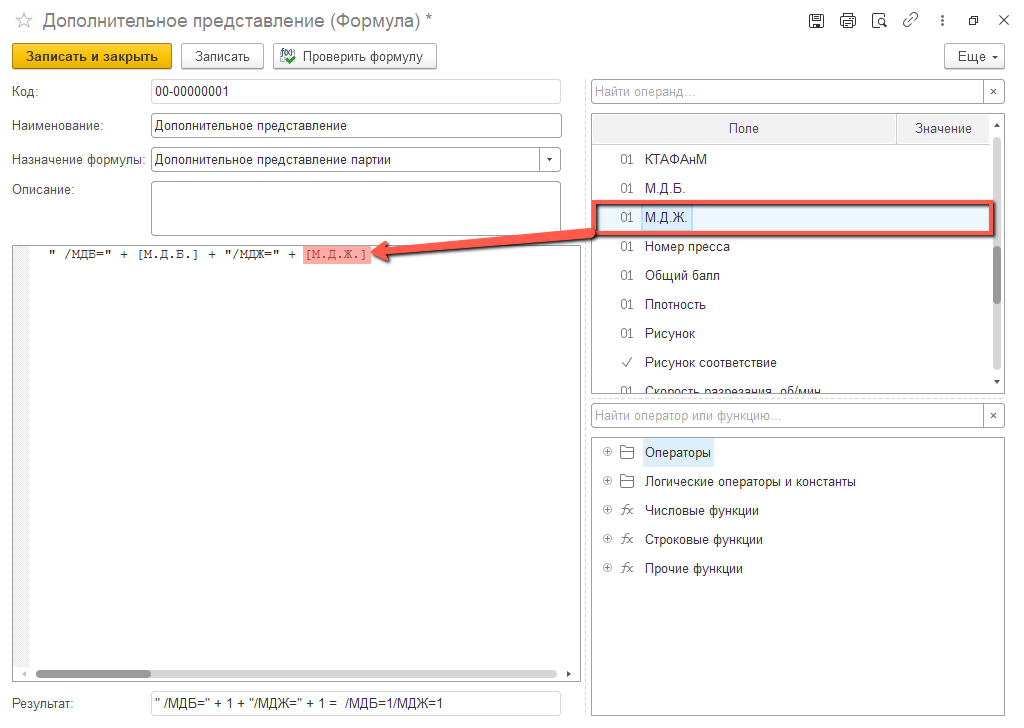 Дополнительное представление (Формула) *
Записать и закрыть
Записать
Проверить формулу
Еще
Код:
00-00000001
Наименование:
Дополнительное представление
Назначение формулы:
Дополнительное представление партии
Описание:
" /МДБ=" + [М.Д.Б.] + "/МДЖ=" + [М.Д.Ж.]
Результат:
" /МДБ=" + 1 + "/МДЖ=" + 1 =  /МДБ=1/МДЖ=1
Найти операнд...
Поле
Значение
01 КТАФАнМ
01 М.Д.Б.
01 М.Д.Ж.
01 Номер пресса
01 Общий балл
01 Плотность
01 Рисунок
Рисунок соответствие
01 Скорость разрезания, об/мин
Найти оператор или функцию...
Операторы
Логические операторы и константы
fx Числовые функции
fx Строковые функции
fx Прочие функции